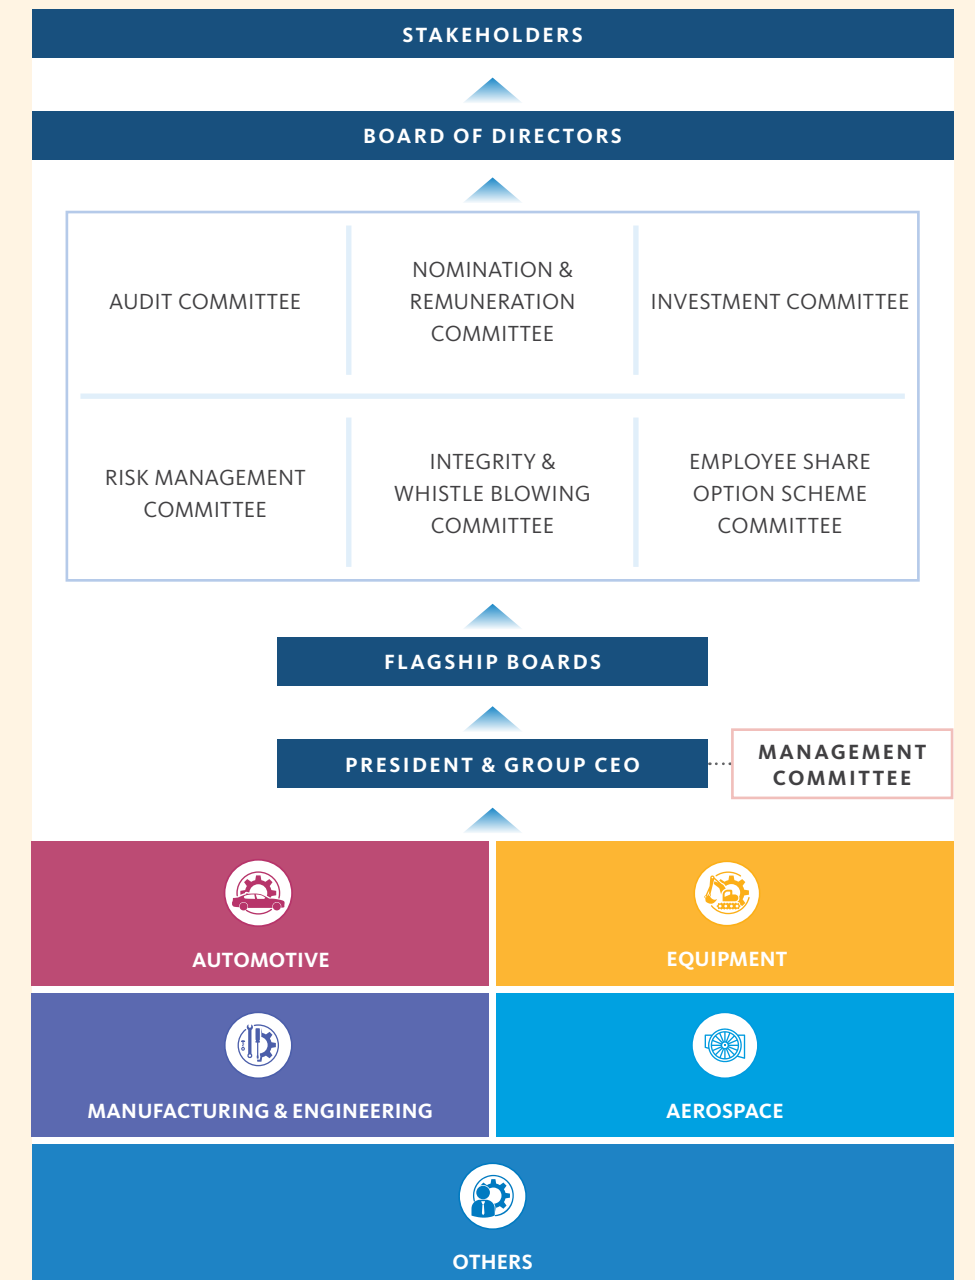 STAKEHOLDERS
BOARD OF DIRECTORS
AUDIT COMMITTEE
NOMINATION &
REMUNERATION
COMMITTEE
INVESTMENT COMMITTEE
RISK MANAGEMENT
COMMITTEE
INTEGRITY &
WHISTLE BLOWING
COMMITTEE
EMPLOYEE SHARE
OPTION SCHEME
COMMITTEE
FLAGSHIP BOARDS
PRESIDENT & GROUP CEO
MANAGEMENT
COMMITTEE
AUTOMOTIVE
EQUIPMENT
MANUFACTURING & ENGINEERING
AEROSPACE
OTHERS